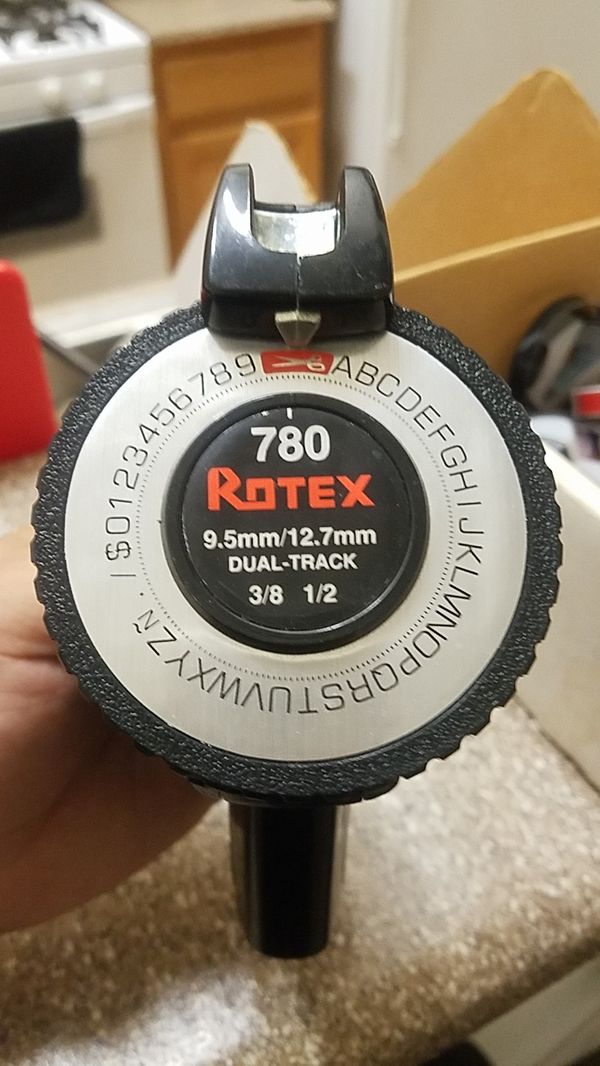 780
ROTEX
9.5mm/12.7mm
DUAL-TRACK
3/8 1/2
ABCDEFGHIJKLMNOPQRSTUVWXYZÑ./$0123456789